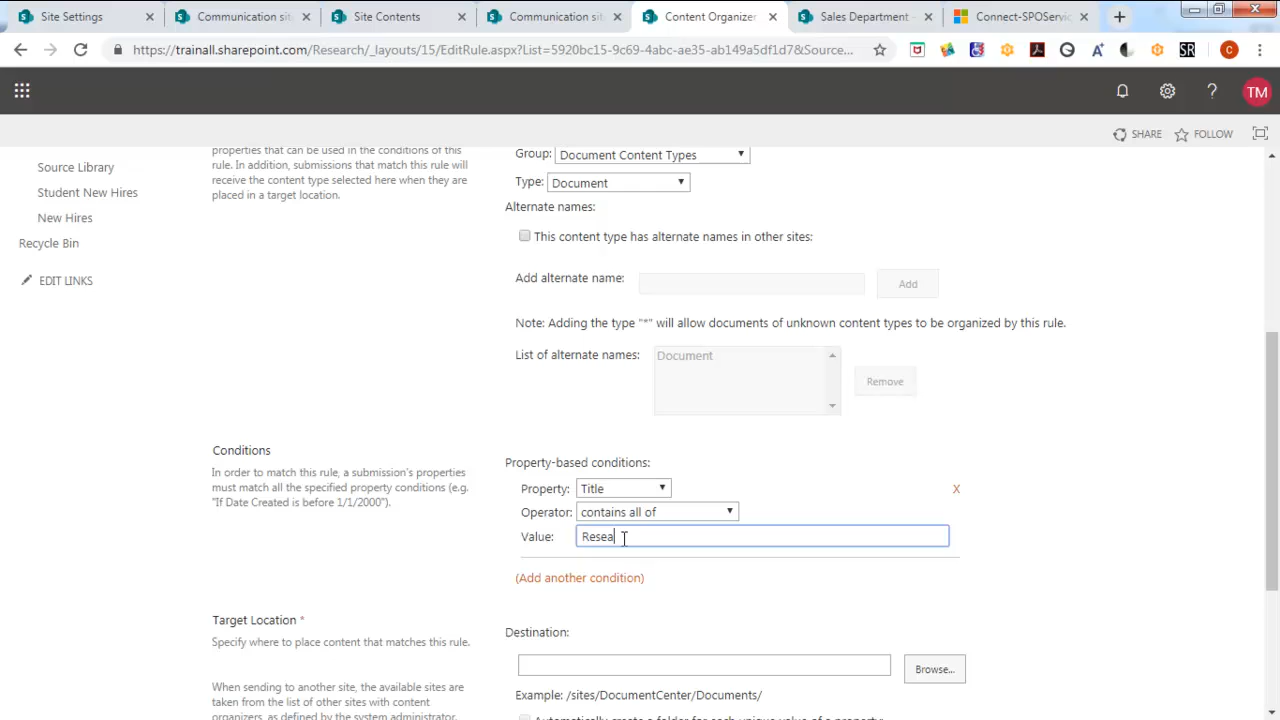 Site Settings
Communication si
Site Contents
Communication si
Content Organizer
Sales Department -
Connect-SPOServic
https://trainall.sharepoint.com/Research/_layouts/15/EditRule.aspx?List=5920bc15-9c69-4abc-ae35-ab149a5df1d7&Source...
SR
C
TM
SHARE
FOLLOW
Source Library
Student New Hires
New Hires
Recycle Bin
EDIT LINKS
properties that can be used in the conditions of this
rule. In addition, submissions that match this rule will
receive the content type selected here when they are
placed in a target location.
Group: Document Content Types
Type: Document
Alternate names:
This content type has alternate names in other sites:
Add alternate name:
Add
Note: Adding the type "*" will allow documents of unknown content types to be organized by this rule.
List of alternate names:
Document
Remove
Conditions
In order to match this rule, a submission's properties
must match all the specified property conditions (e.g.
"If Date Created is before 1/1/2000").
Property-based conditions:
Property: Title
X
Operator: contains all of
Value: Resea
(Add another condition)
Target Location *
Specify where to place content that matches this rule.
When sending to another site, the available sites are
taken from the list of other sites with content
organizers, as defined by the system administrator.
Destination:
Browse...
Example: /sites/DocumentCenter/Documents/
Automatically create a folder for each unique value of a property: